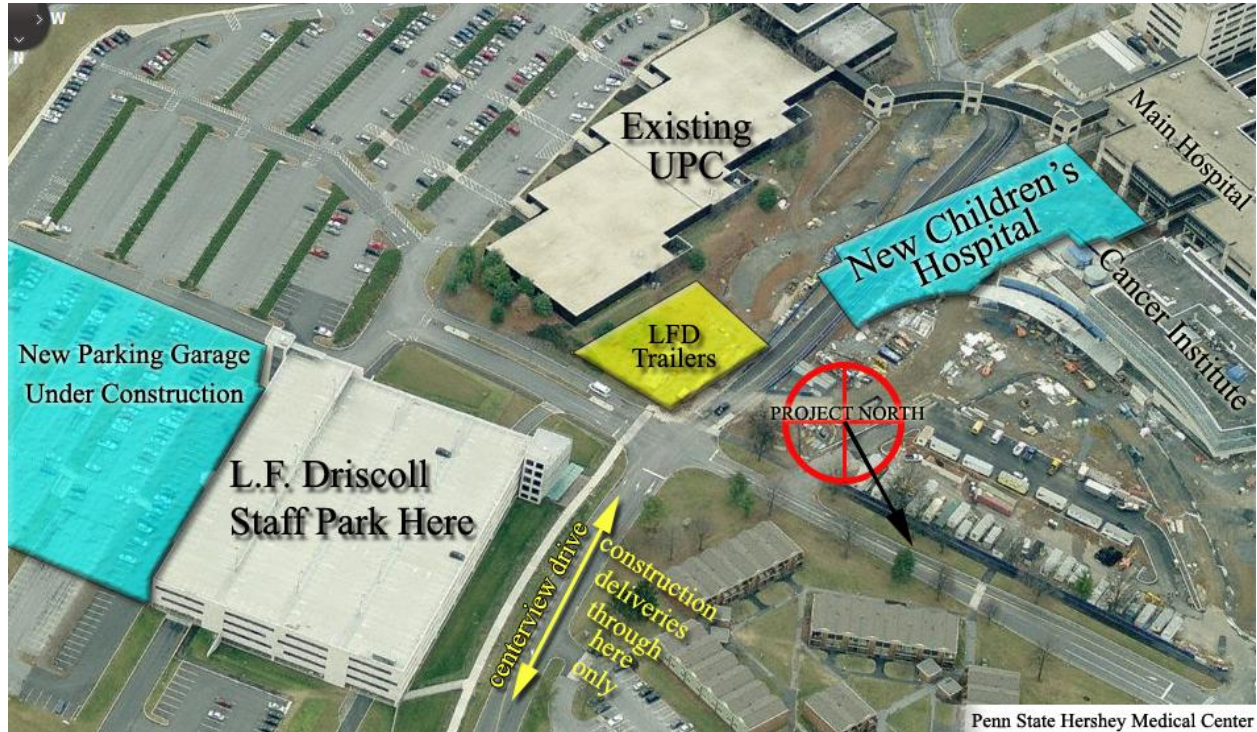 W
N
Existing
UPC
Main Hospital
New Children's
Hospital
Cancer Institute
LFD
Trailers
New Parking Garage
Under Construction
PROJECT NORTH
L.F. Driscoll
Staff Park Here
centerview drive
construction
deliveries
through
here
only
Penn State Hershey Medical Center